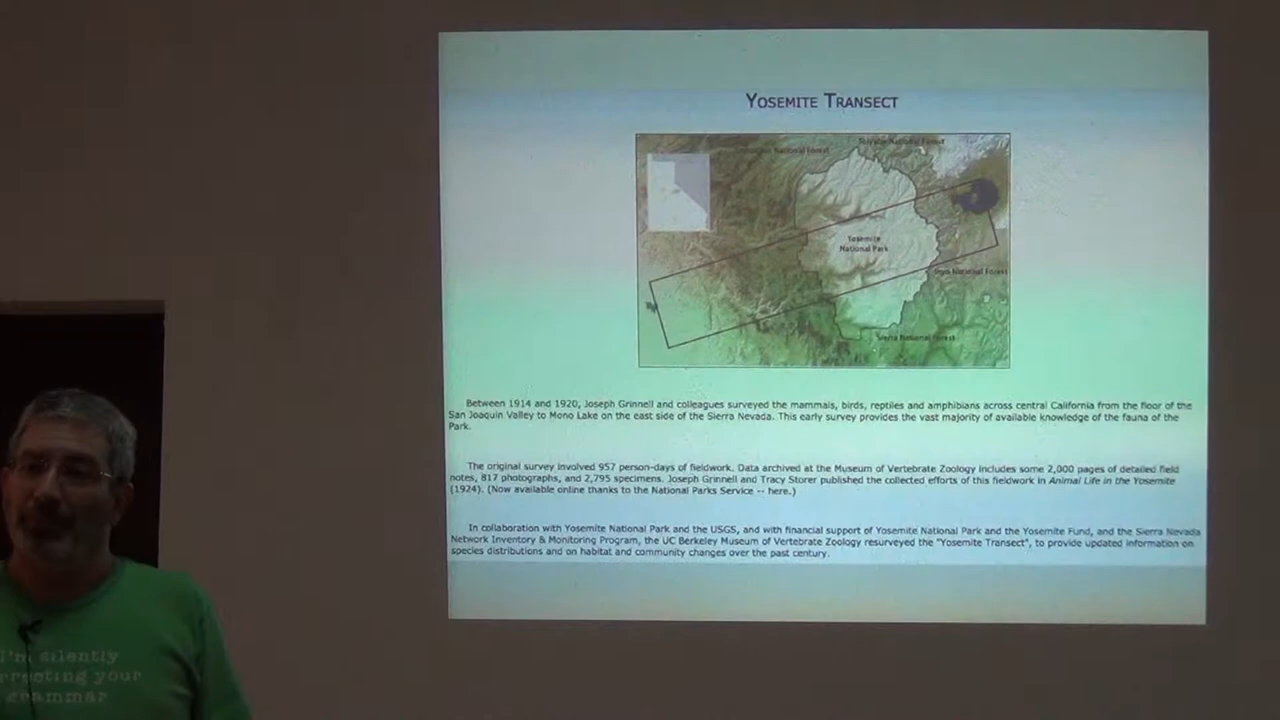 YOSEMITE TRANSECT
National Forest
National Forest
Yosemite
National Park
Inyo National Forest
Sierra National Forest
Between 1914 and 1920, Joseph Grinnell and colleagues surveyed the mammals, birds, reptiles and amphibians across central California from the floor of the
San Joaquin Valley to Mono Lake on the east side of the Sierra Nevada. This early survey provides the vast majority of available knowledge of the fauna of the
Park.
The original survey involved 957 person-days of fieldwork. Data archived at the Museum of Vertebrate Zoology includes some 2,000 pages of detailed field
notes, 817 photographs, and 2,795 specimens. Joseph Grinnell and Tracy Storer published the collected efforts of this fieldwork in Animal Life in the Yosemite
(1924). (Now available online thanks to the National Parks Service -- here.)
In collaboration with Yosemite National Park and the USGS, and with financial support of Yosemite National Park and the Yosemite Fund, and the Sierra Nevada
Network Inventory & Monitoring Program, the UC Berkeley Museum of Vertebrate Zoology resurveyed the "Yosemite Transect", to provide updated information on
species distributions and on habitat and community changes over the past century.
I'm silently
rrecting your
grammar